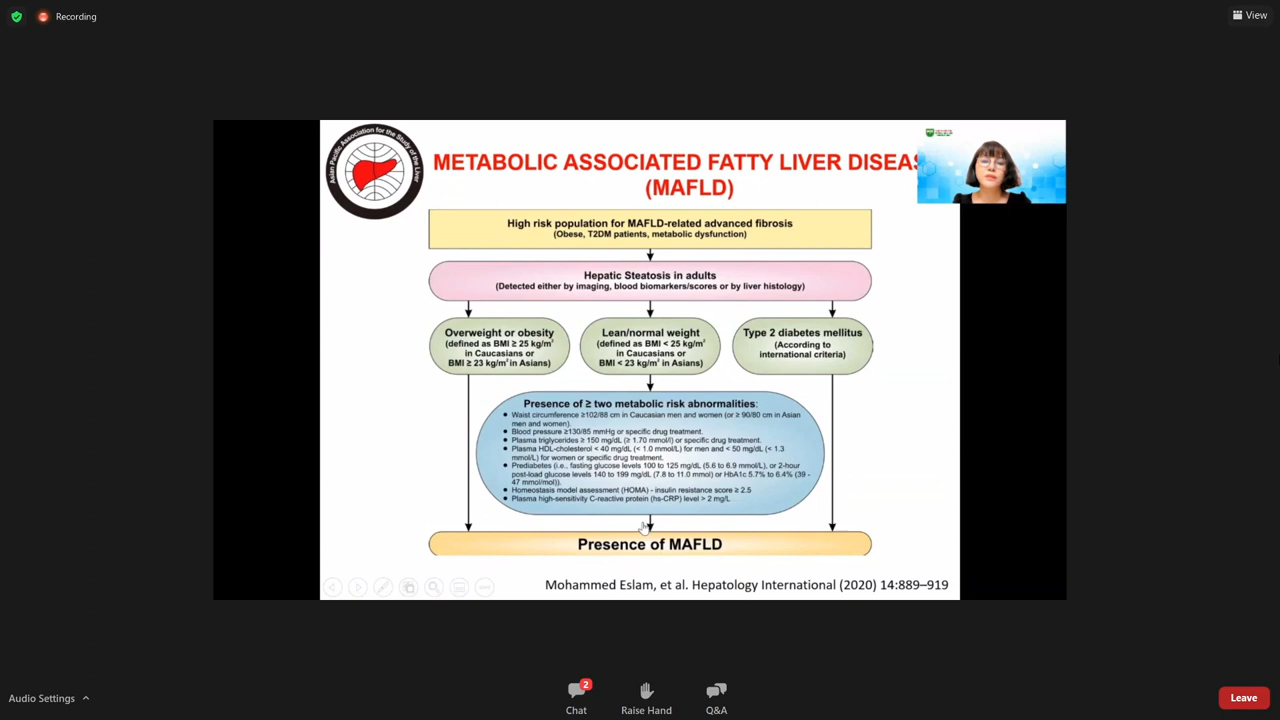 Recording
View
Asian Pacific Association for the Study of the Liver
METABOLIC ASSOCIATED FATTY LIVER DISEAS
(MAFLD)
High risk population for MAFLD-related advanced fibrosis
(Obese, T2DM patients, metabolic dysfunction)
Hepatic Steatosis in adults
(Detected either by imaging, blood biomarkers/scores or by liver histology)
Overweight or obesity
(defined as BMI ≥ 25 kg/m²
in Caucasians or
BMI ≥ 23 kg/m² in Asians)
Lean/normal weight
(defined as BMI < 25 kg/m²
in Caucasians or
BMI < 23 kg/m² in Asians)
Type 2 diabetes mellitus
(According to
international criteria)
Presence of ≥ two metabolic risk abnormalities:
• Waist circumference ≥102/88 cm in Caucasian men and women (or ≥ 90/80 cm in Asian
men and women).
• Blood pressure ≥130/85 mmHg or specific drug treatment.
• Plasma triglycerides ≥ 150 mg/dL (≥ 1.70 mmol/l) or specific drug treatment.
• Plasma HDL-cholesterol < 40 mg/dL (< 1.0 mmol/L) for men and < 50 mg/dL (< 1.3
mmol/L) for women or specific drug treatment.
• Prediabetes (i.e., fasting glucose levels 100 to 125 mg/dL (5.6 to 6.9 mmol/L), or 2-hour
post-load glucose levels 140 to 199 mg/dL (7.8 to 11.0 mmol) or HbA1c 5.7% to 6.4% (39 -
47 mmol/mol)).
• Homeostasis model assessment (HOMA) - insulin resistance score ≥ 2.5
• Plasma high-sensitivity C-reactive protein (hs-CRP) level > 2 mg/L
Presence of MAFLD
Mohammed Eslam, et al. Hepatology International (2020) 14:889–919
Audio Settings
2
Chat
Raise Hand
Q&A
Leave